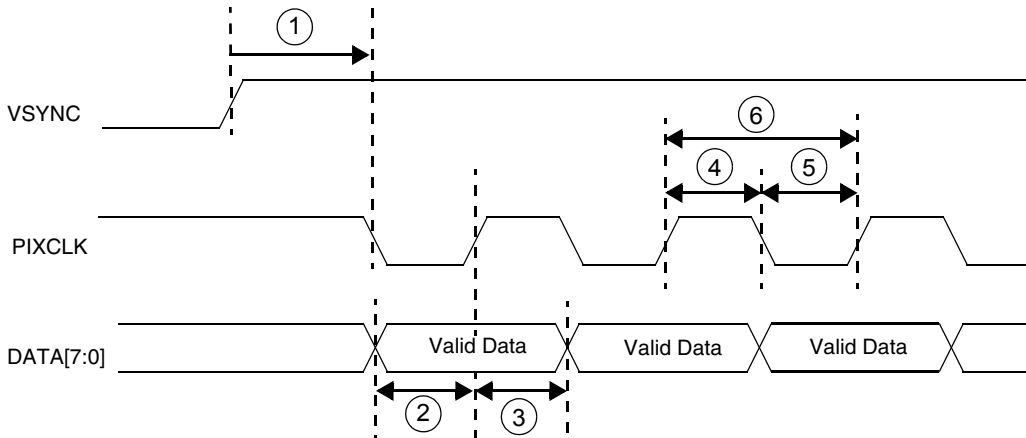 1
VSYNC
6
4 5
PIXCLK
DATA[7:0] Valid Data Valid Data Valid Data
2 3